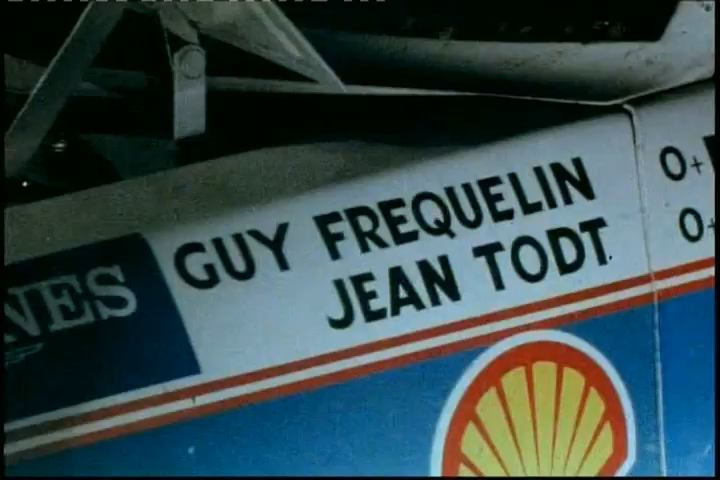 GUY FREQUELIN O+
JEAN TODT. O+
NES